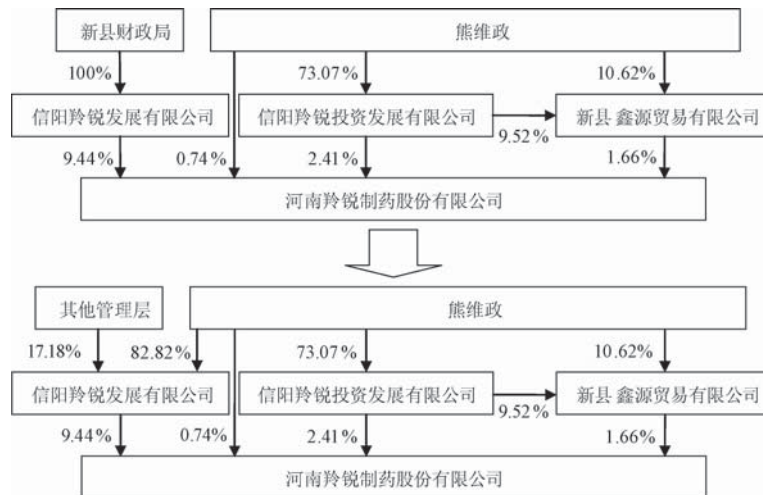 新县财政局
熊维政
100%
73.07%
10.62%
信阳羚锐发展有限公司
信阳羚锐投资发展有限公司
新县 鑫源贸易有限公司
9.52%
9.44%
0.74%
2.41%
1.66%
河南羚锐制药股份有限公司
其他管理层
熊维政
17.18%
82.82%
73.07%
10.62%
信阳羚锐发展有限公司
信阳羚锐投资发展有限公司
新县 鑫源贸易有限公司
9.52%
9.44%
0.74%
2.41%
1.66%
河南羚锐制药股份有限公司